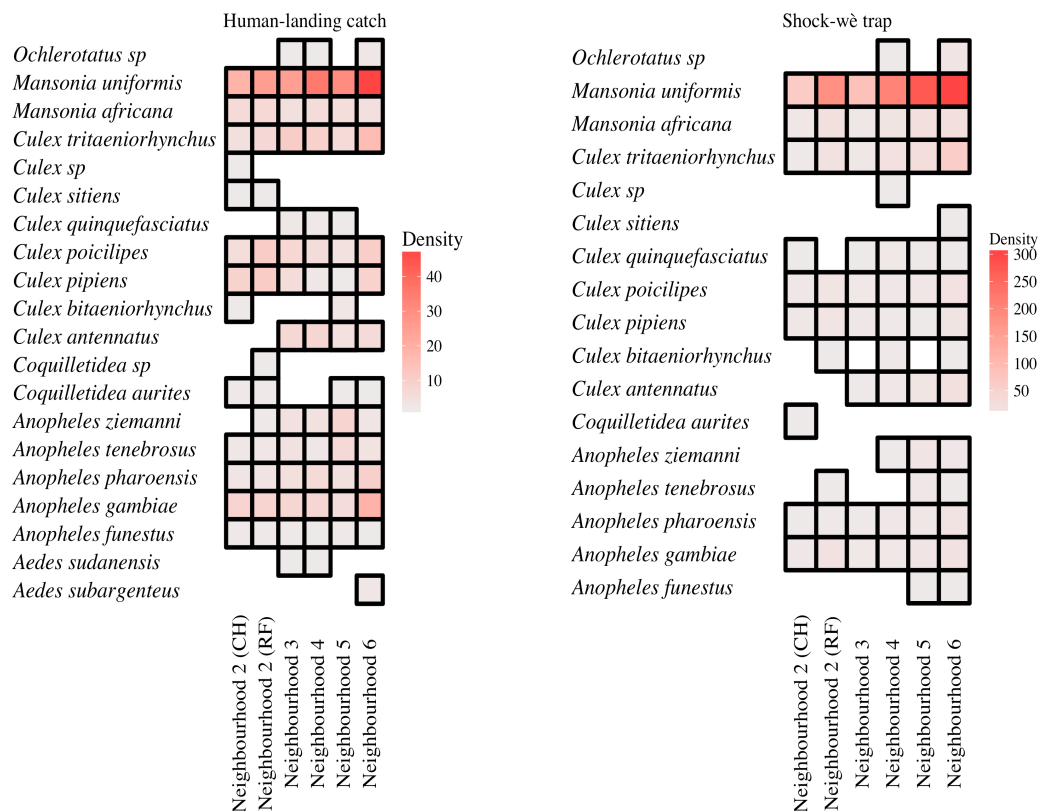 Human-landing catch
Ochlerotatus sp
Mansonia uniformis
Mansonia africana
Culex tritaeniorhynchus
Culex sp
Culex sitiens
Culex quinquefasciatus
Culex poicilipes
Culex pipiens
Culex bitaeniorhynchus
Culex antennatus
Coquilletidea sp
Coquilletidea aurites
Anopheles ziemanni
Anopheles tenebrosus
Anopheles pharoensis
Anopheles gambiae
Anopheles funestus
Aedes sudanensis
Aedes subargenteus
Neighbourhood 2 (CH)
Neighbourhood 2 (RF)
Neighbourhood 3
Neighbourhood 4
Neighbourhood 5
Neighbourhood 6
Density
40
30
20
10
Shock-wè trap
Ochlerotatus sp
Mansonia uniformis
Mansonia africana
Culex tritaeniorhynchus
Culex sp
Culex sitiens
Culex quinquefasciatus
Culex poicilipes
Culex pipiens
Culex bitaeniorhynchus
Culex antennatus
Coquilletidea aurites
Anopheles ziemanni
Anopheles tenebrosus
Anopheles pharoensis
Anopheles gambiae
Anopheles funestus
Neighbourhood 2 (CH)
Neighbourhood 2 (RF)
Neighbourhood 3
Neighbourhood 4
Neighbourhood 5
Neighbourhood 6
Density
300
250
200
150
100
50